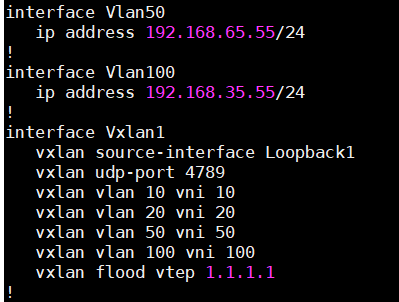 interface Vlan50
   ip address 192.168.65.55/24
!
interface Vlan100
   ip address 192.168.35.55/24
!
interface Vxlan1
   vxlan source-interface Loopback1
   vxlan udp-port 4789
   vxlan vlan 10 vni 10
   vxlan vlan 20 vni 20
   vxlan vlan 50 vni 50
   vxlan vlan 100 vni 100
   vxlan flood vtep 1.1.1.1
!